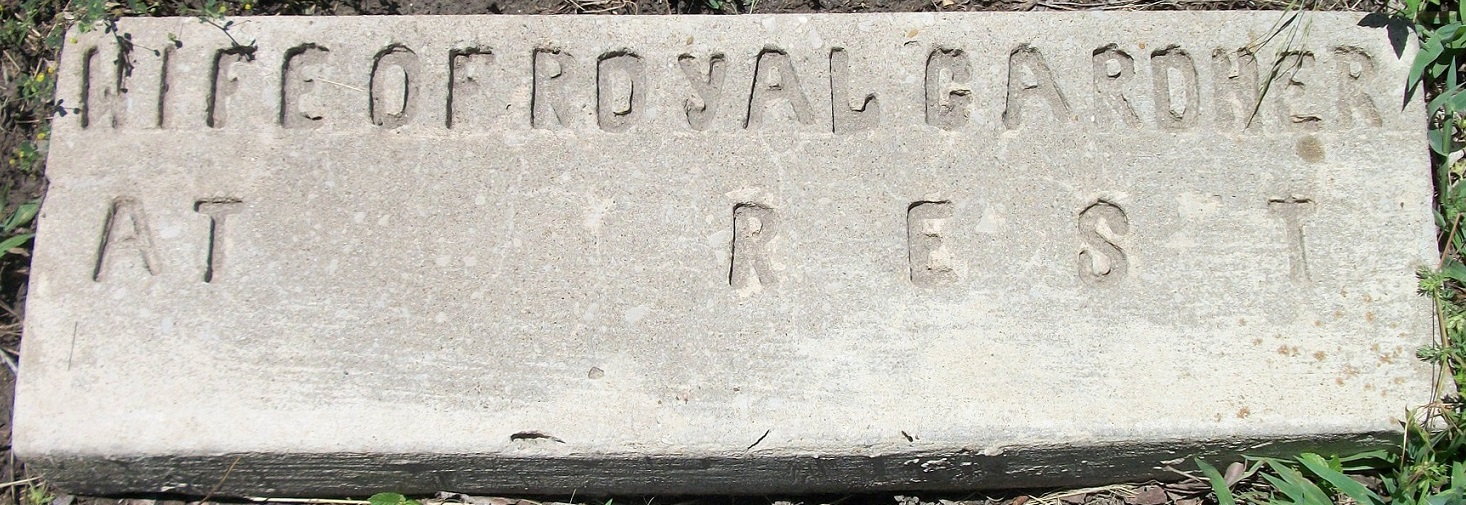 WIFE OF ROYAL GARDNER
AT REST